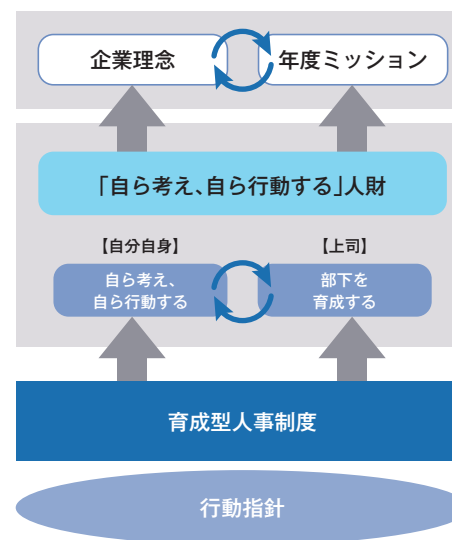 企業理念
年度ミッション
「自ら考え、自ら行動する」人財
【自分自身】
【上司】
自ら考え、
自ら行動する
部下を
育成する
育成型人事制度
行動指針